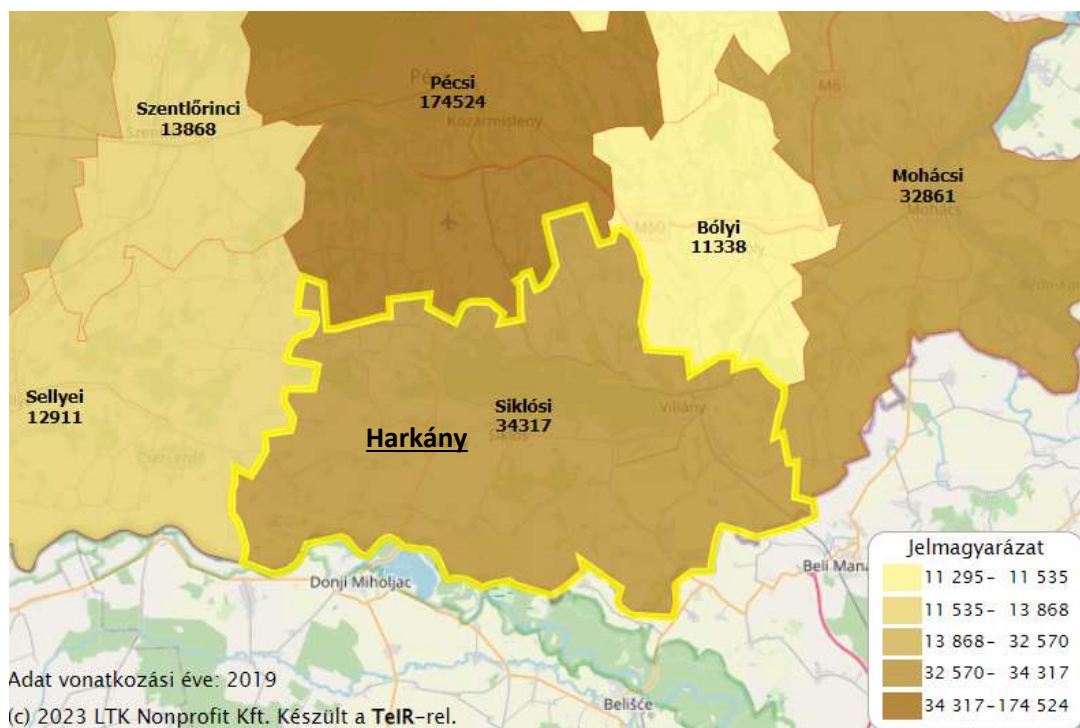 Pécsi
174524
Kozármisleny
Szentlőrinci
13868
M6
Mohácsi
32861
Mohács
Bólyi
11338
M60
Sellyei
12911
Siklósi
34317
Villány
Harkány
Siklós
Donji Miholjac
Beli Mana
Belišće
Jelmagyarázat
11 295- 11 535
11 535- 13 868
13 868- 32 570
32 570- 34 317
34 317-174 524
Adat vonatkozási éve: 2019
(c) 2023 LTK Nonprofit Kft. Készült a TeIR-rel.